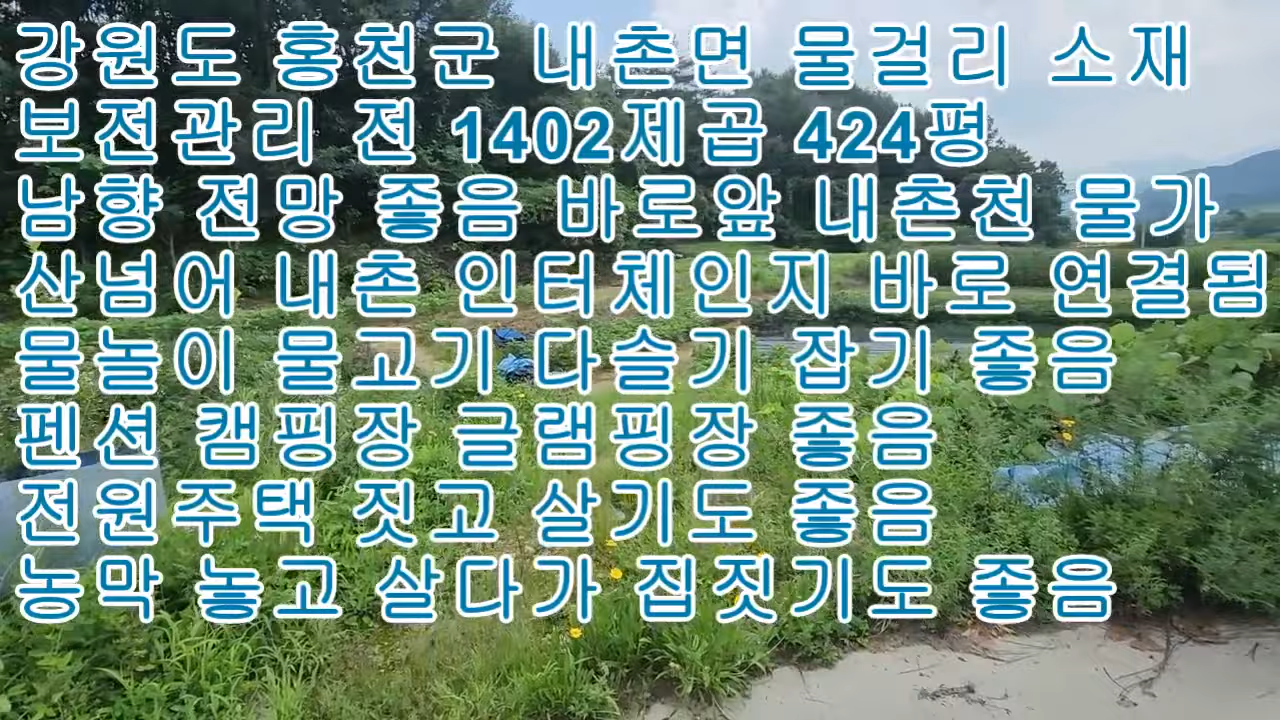 강원도 홍천군 내촌면 물걸리 소재
보전관리 전 1402제곱 424평
남향 전망 좋음 바로앞 내촌천 물가
산넘어 내촌 인터체인지 바로 연결됨
물놀이 물고기 다슬기 잡기 좋음
펜션 캠핑장 글램핑장 좋음
전원주택 짓고 살기도 좋음
농막 놓고 살다가 집짓기도 좋음